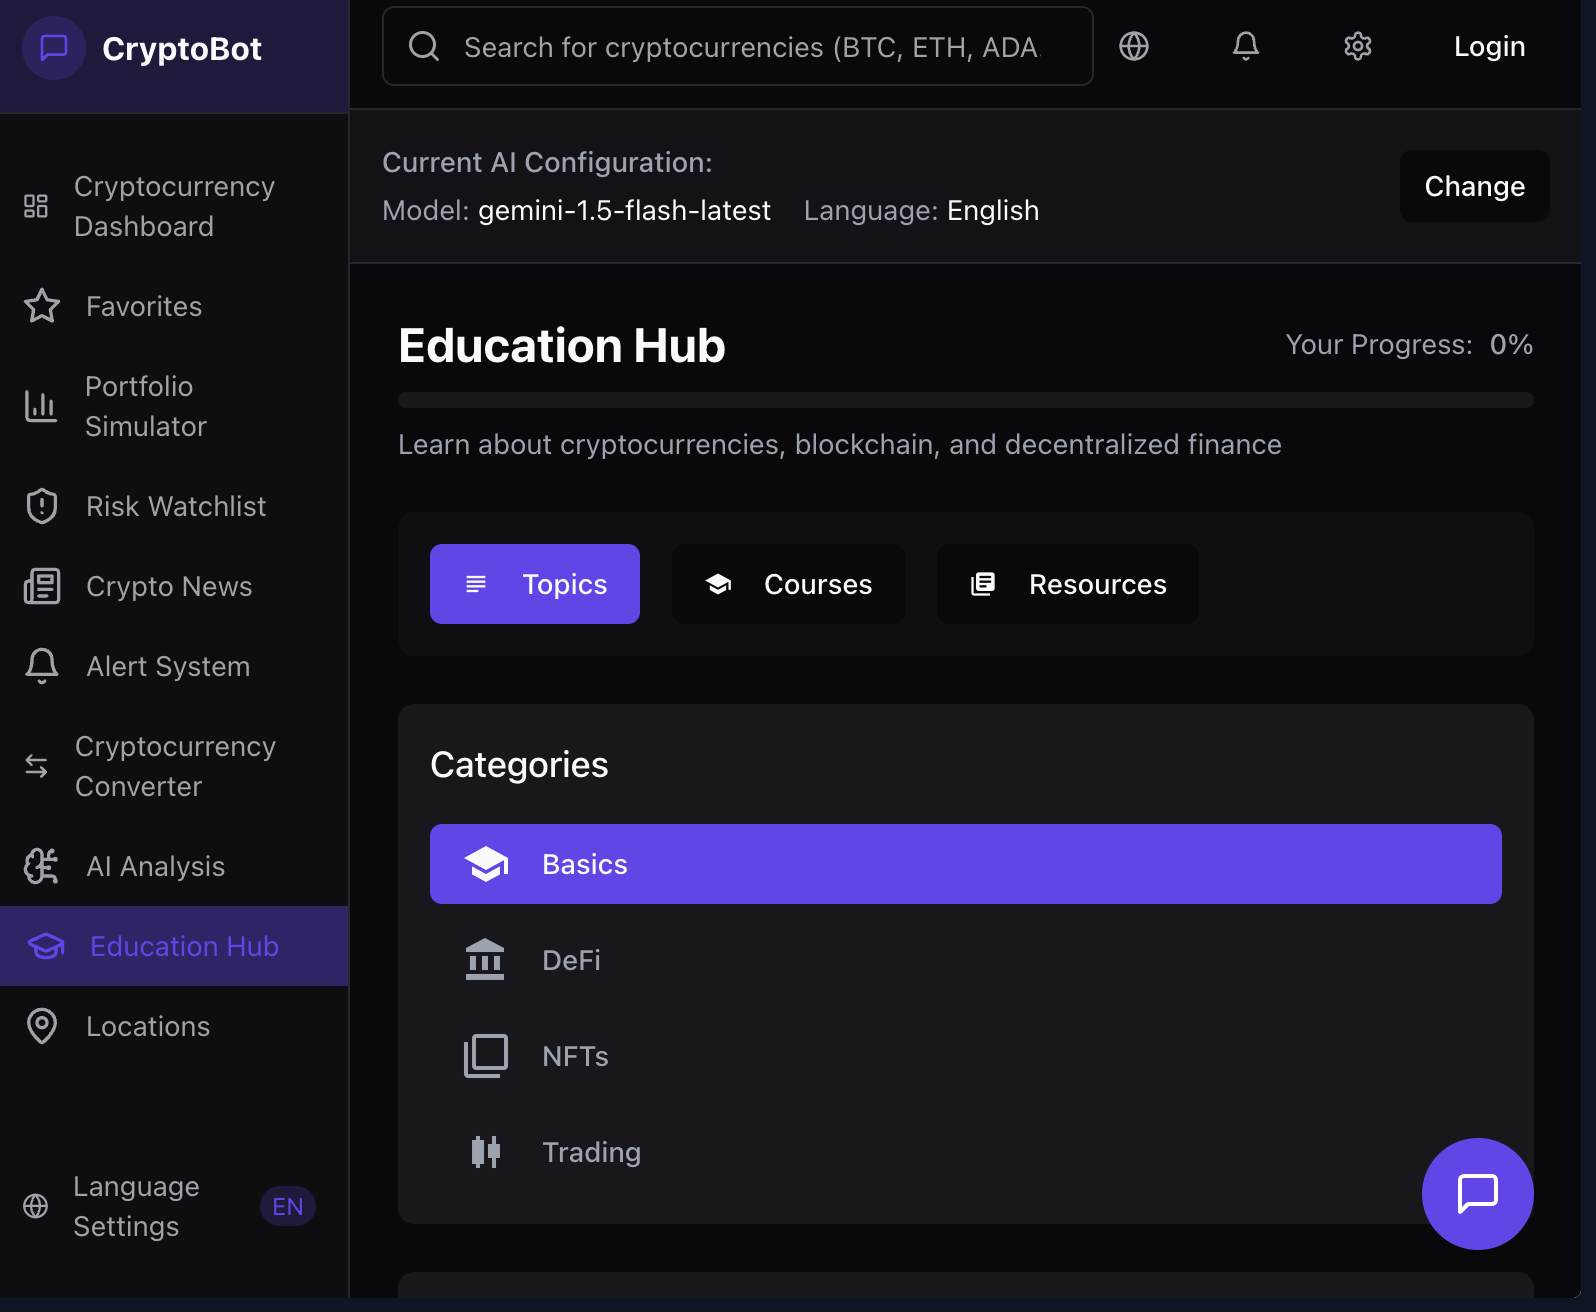 CryptoBot
Search for cryptocurrencies (BTC, ETH, ADA
Login
Cryptocurrency
Dashboard
Favorites
Portfolio
Simulator
Risk Watchlist
Crypto News
Alert System
Cryptocurrency
Converter
AI Analysis
Education Hub
Locations
Language
Settings
EN
Current AI Configuration:
Model: gemini-1.5-flash-latest Language: English
Change
Education Hub
Your Progress: 0%
Learn about cryptocurrencies, blockchain, and decentralized finance
Topics
Courses
Resources
Categories
Basics
DeFi
NFTs
Trading